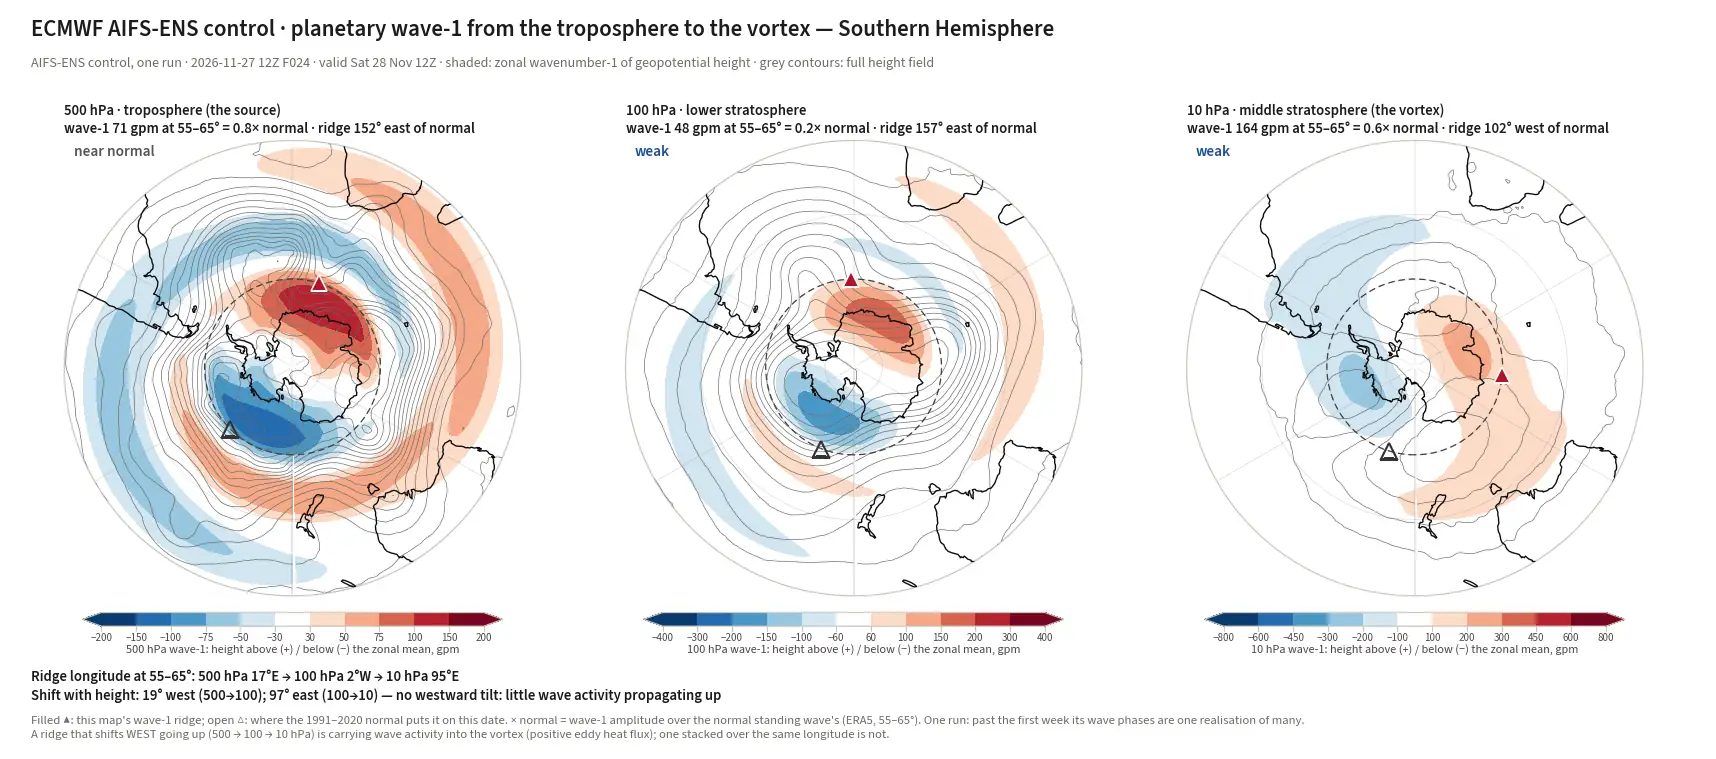 ECMWF AIFS-ENS control · planetary wave-1 from the troposphere to the vortex — Southern Hemisphere
AIFS-ENS control, one run · 2026-11-27 12Z F024 · valid Sat 28 Nov 12Z · shaded: zonal wavenumber-1 of geopotential height · grey contours: full height field
500 hPa · troposphere (the source)
wave-1 71 gpm at 55–65° = 0.8× normal · ridge 152° east of normal
near normal
100 hPa · lower stratosphere
wave-1 48 gpm at 55–65° = 0.2× normal · ridge 157° east of normal
weak
10 hPa · middle stratosphere (the vortex)
wave-1 164 gpm at 55–65° = 0.6× normal · ridge 102° west of normal
weak
−200 −150 −100 −75 −50 −30 30 50 75 100 150 200
500 hPa wave-1: height above (+) / below (−) the zonal mean, gpm
−400 −300 −200 −150 −100 −60 60 100 150 200 300 400
100 hPa wave-1: height above (+) / below (−) the zonal mean, gpm
−800 −600 −450 −300 −200 −100 100 200 300 450 600 800
10 hPa wave-1: height above (+) / below (−) the zonal mean, gpm
Ridge longitude at 55–65°: 500 hPa 17°E → 100 hPa 2°W → 10 hPa 95°E
Shift with height: 19° west (500→100); 97° east (100→10) — no westward tilt: little wave activity propagating up
Filled ▲: this map's wave-1 ridge; open △: where the 1991–2020 normal puts it on this date. × normal = wave-1 amplitude over the normal standing wave's (ERA5, 55–65°). One run: past the first week its wave phases are one realisation of many.
A ridge that shifts WEST going up (500 → 100 → 10 hPa) is carrying wave activity into the vortex (positive eddy heat flux); one stacked over the same longitude is not.